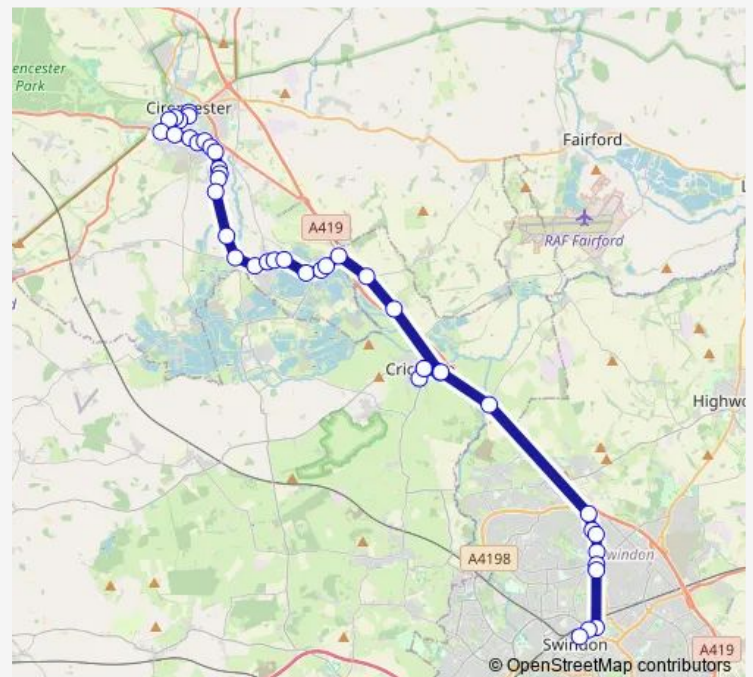 encester
Park
Cirencester
Fairford
A419
RAF Fairford
Cric
Highwo
A4198
windon
Swindon
A419
© OpenStreetMap contributors